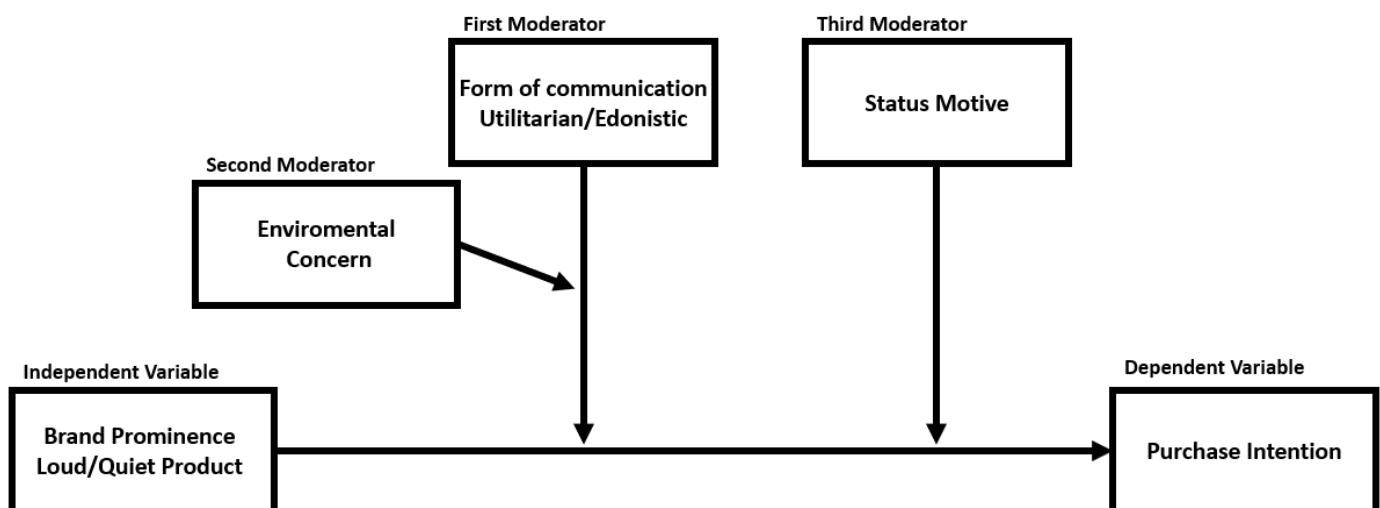 First Moderator
Form of communication
Utilitarian/Edonistic
Third Moderator
Status Motive
Second Moderator
Enviromental
Concern
Independent Variable
Brand Prominence
Loud/Quiet Product
Dependent Variable
Purchase Intention